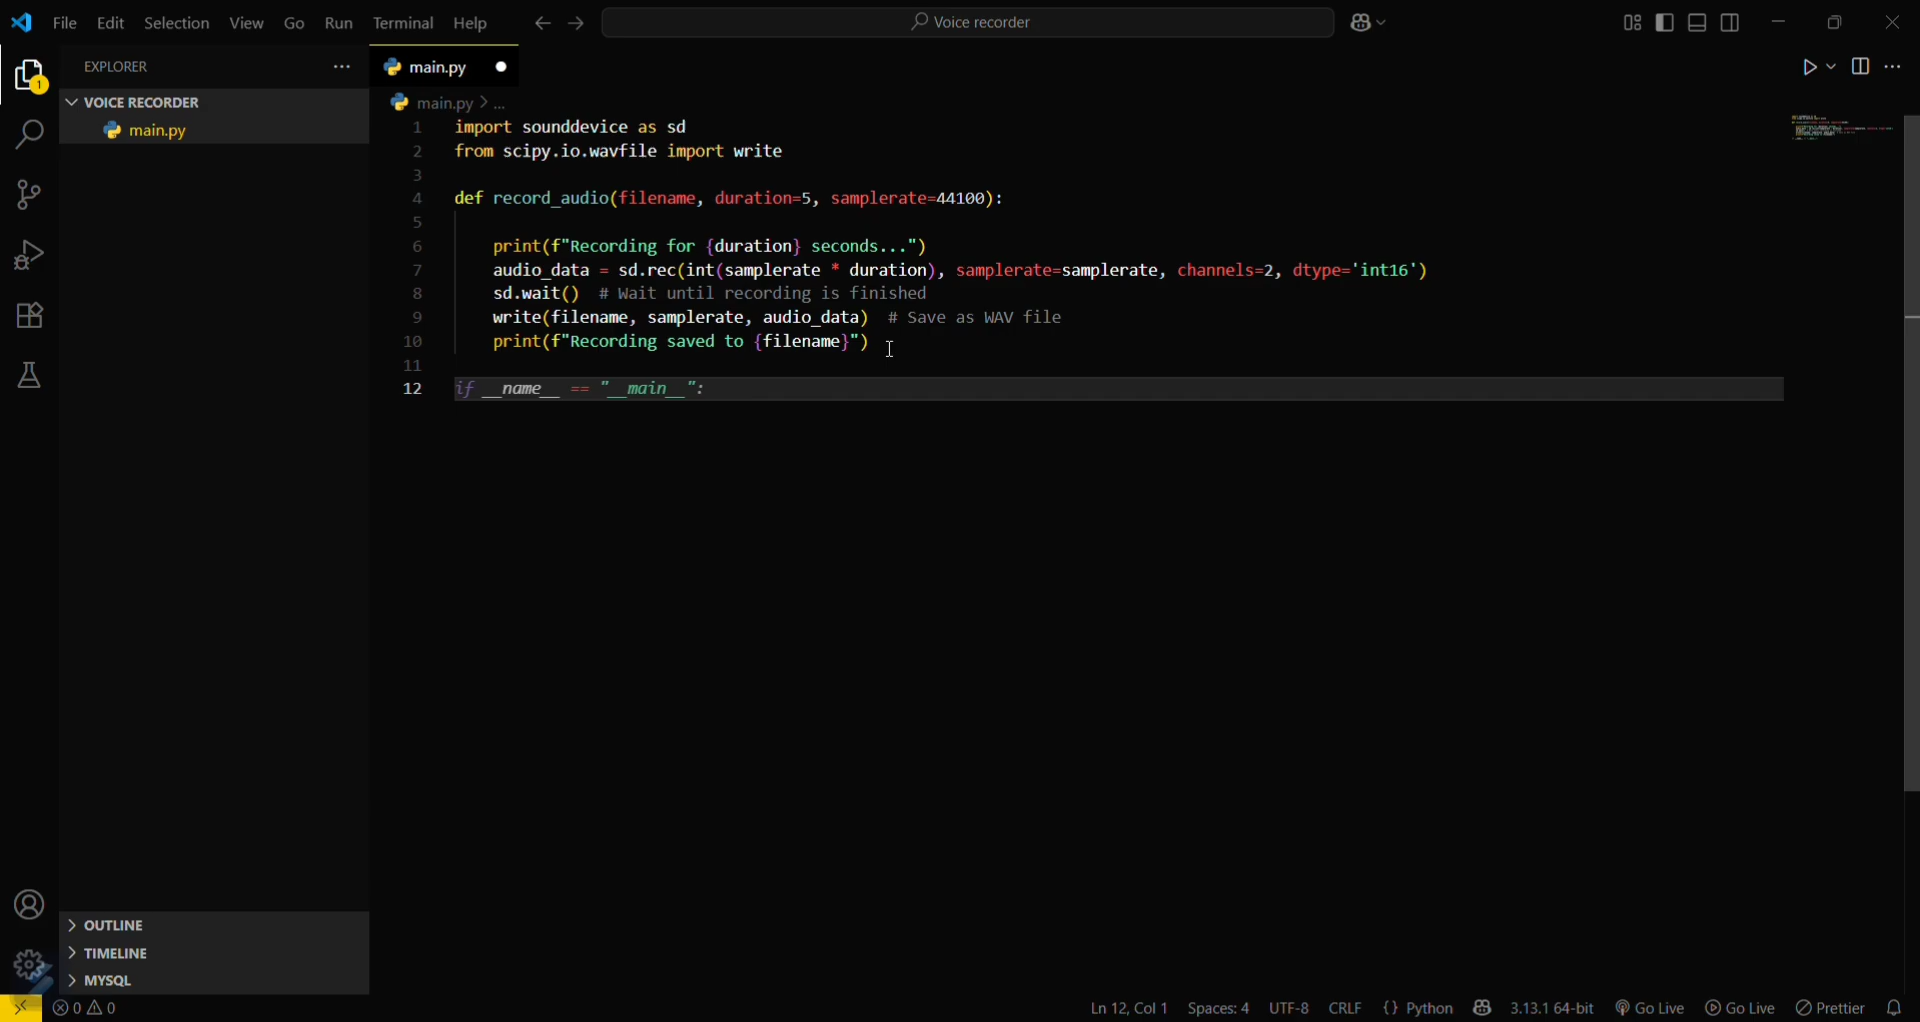 File Edit Selection View Go Run Terminal Help
Voice recorder
EXPLORER
main.py
VOICE RECORDER
main.py > ...
1
main.py
1 import sounddevice as sd
2 from scipy.io.wavfile import write
3
4 def record_audio(filename, duration=5, samplerate=44100):
5
6 print(f"Recording for {duration} seconds...")
7 audio_data = sd.rec(int(samplerate * duration), samplerate=samplerate, channels=2, dtype='int16')
8 sd.wait() # Wait until recording is finished
9 write(filename, samplerate, audio_data) # Save as WAV file
10 print(f"Recording saved to {filename}")
11
12 if __name__ == "__main__":
OUTLINE
TIMELINE
MYSQL
0 0 Ln 12, Col 1 Spaces: 4 UTF-8 CRLF {} Python 3.13.1 64-bit Go Live Go Live Prettier